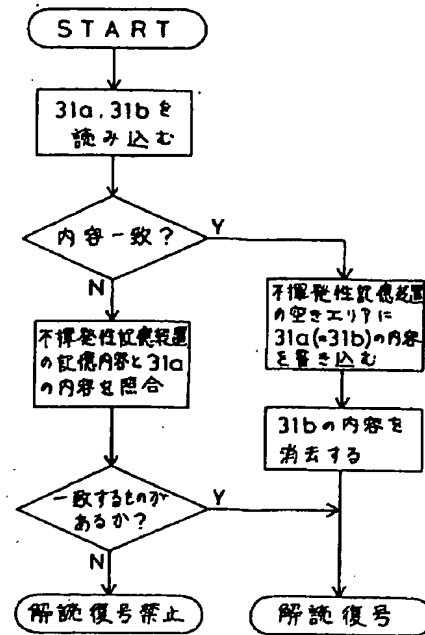 START
31a, 31bを
読み込む
内容一致?
Y
N
不揮発性記憶装置
の空きエリアに
31a(=31b)の内容
を書き込む
不揮発性記憶装置
の記憶内容と31a
の内容を照合
31bの内容を
消去する
一致するものが
あるか?
Y
N
解読復号禁止
解読復号